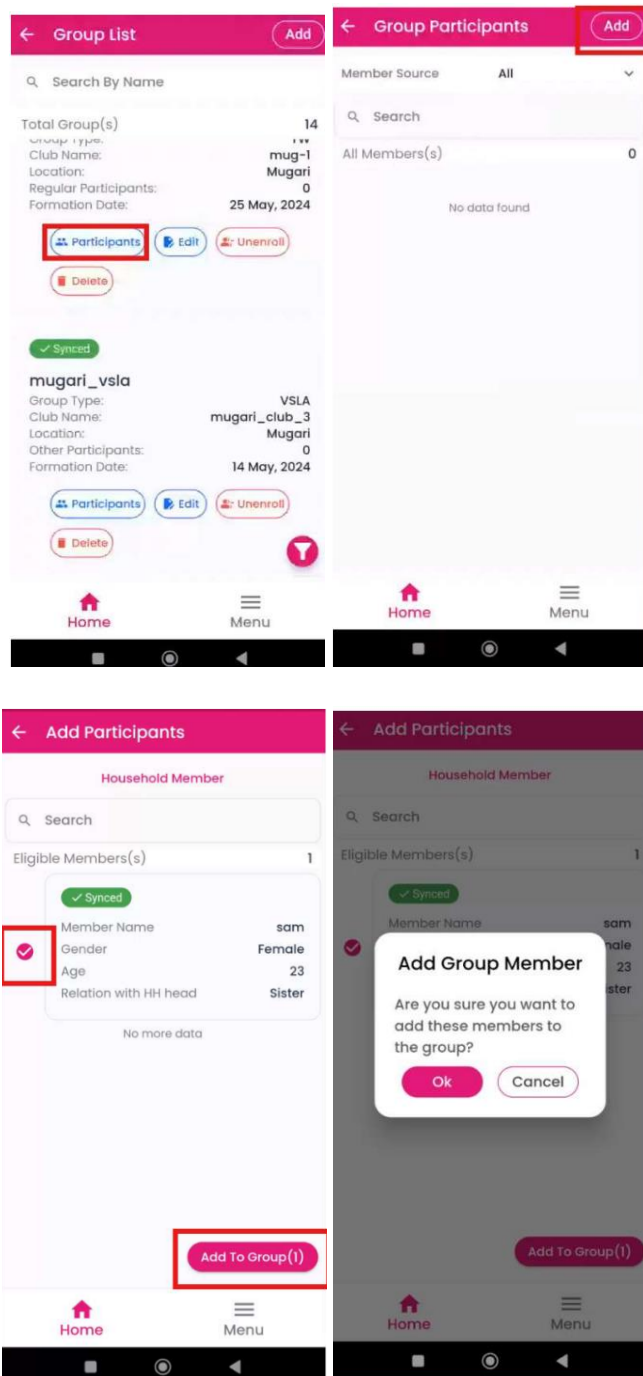 Group List
Add
Search By Name
Total Group(s) 14
Group Type: TW
Club Name: mug-1
Location: Mugari
Regular Participants: 0
Formation Date: 25 May, 2024
Participants
Edit
Unenroll
Delete
Synced
mugari_vsla
Group Type: VSLA
Club Name: mugari_club_3
Location: Mugari
Other Participants: 0
Formation Date: 14 May, 2024
Participants
Edit
Unenroll
Delete
Home
Menu
Group Participants
Add
Member Source All
Search
All Members(s) 0
No data found
Home
Menu
Add Participants
Household Member
Search
Eligible Members(s) 1
Synced
Member Name sam
Gender Female
Age 23
Relation with HH head Sister
No more data
Add To Group(1)
Home
Menu
Add Participants
Household Member
Search
Eligible Members(s) 1
Synced
Member Name sam
nale
23
ister
Add Group Member
Are you sure you want to
add these members to
the group?
Ok
Cancel
Add To Group(1)
Home
Menu